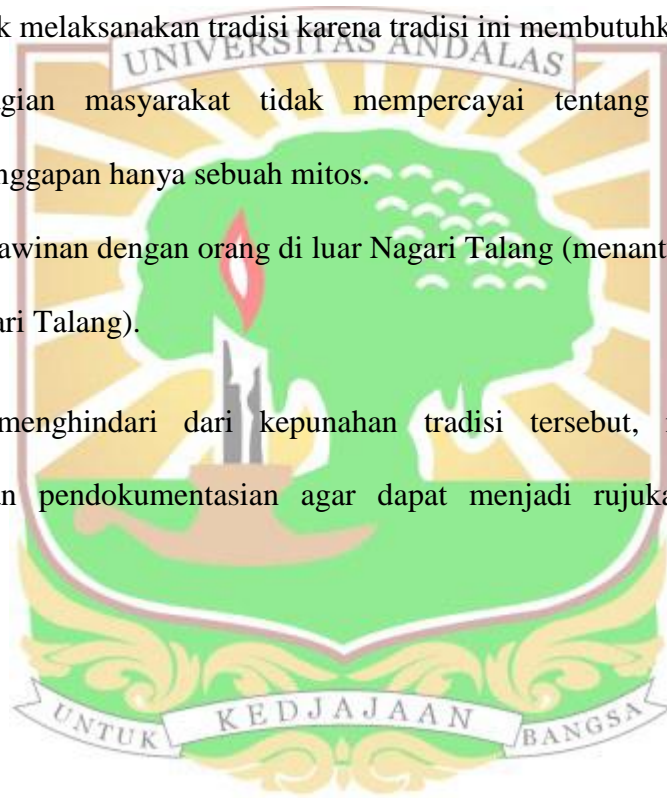 k melaksanakan tradisi karena tradisi ini membutuhk
UNIVERSITAS ANDALAS
gian masyarakat tidak mempercayai tentang
nggapan hanya sebuah mitos.
awinan dengan orang di luar Nagari Talang (menant
ari Talang).
menghindari dari kepunahan tradisi tersebut,
n pendokumentasian agar dapat menjadi rujuka
UNTUK KEDJAJAAN BANGSA